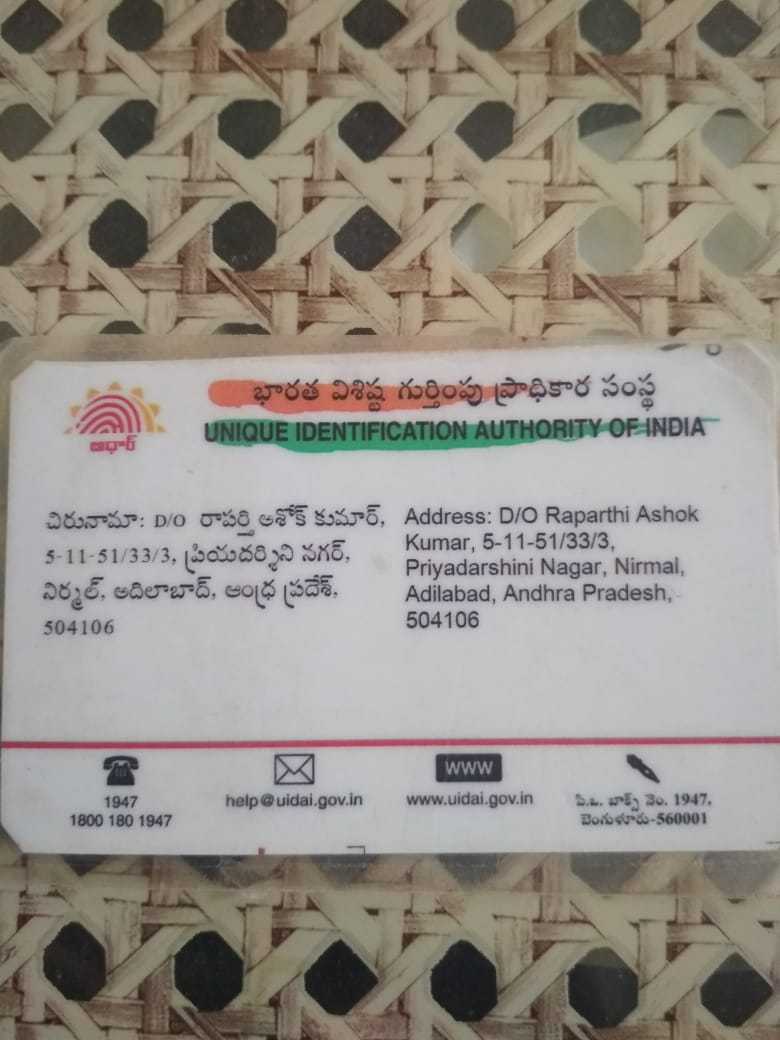 భారత విశిష్ట గుర్తింపు ప్రాధికార సంస్థ
UNIQUE IDENTIFICATION AUTHORITY OF INDIA
ఆధార్
చిరునామా: D/O రాపర్తి అశోక్ కుమార్,
5-11-51/33/3, ప్రియదర్శిని నగర్,
నిర్మల్, అదిలాబాద్, ఆంధ్ర ప్రదేశ్,
504106
Address: D/O Raparthi Ashok
Kumar, 5-11-51/33/3,
Priyadarshini Nagar, Nirmal,
Adilabad, Andhra Pradesh,
504106
1947
1800 180 1947
help@uidai.gov.in
www
www.uidai.gov.in
పి.ఒ. బాక్స్ నెం. 1947,
బెంగుళూరు-560001